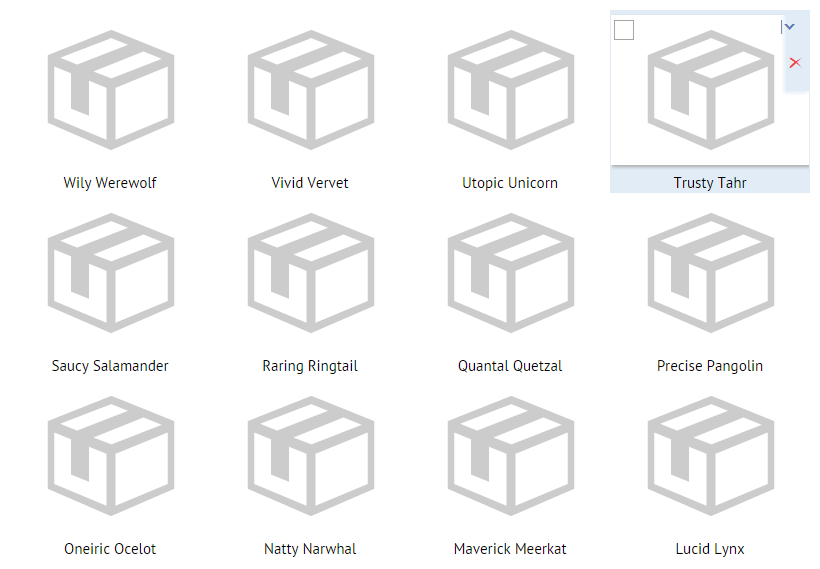 Wily Werewolf
Vivid Vervet
Utopic Unicorn
Trusty Tahr
Saucy Salamander
Raring Ringtail
Quantal Quetzal
Precise Pangolin
Oneiric Ocelot
Natty Narwhal
Maverick Meerkat
Lucid Lynx